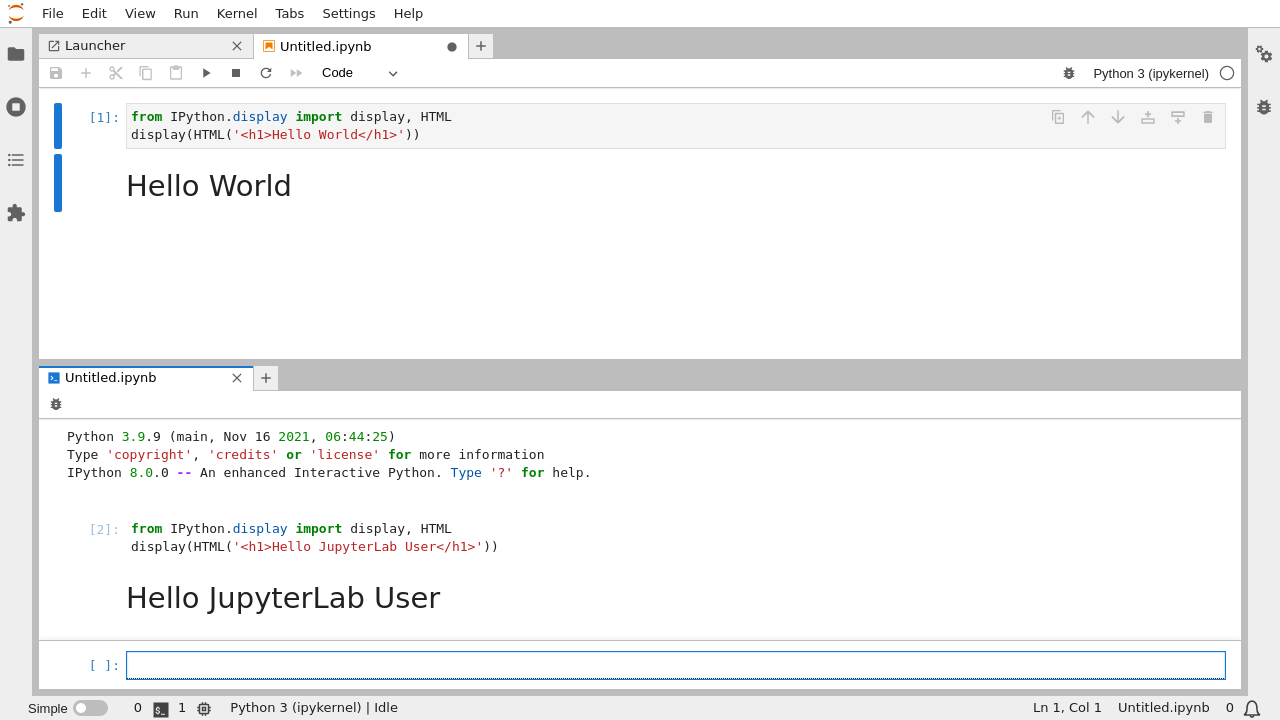 File Edit View Run Kernel Tabs Settings Help
Launcher Untitled.ipynb
Code Python 3 (ipykernel)
[1]: from IPython.display import display, HTML
display(HTML('<h1>Hello World</h1>'))
Hello World
Untitled.ipynb
Python 3.9.9 (main, Nov 16 2021, 06:44:25)
Type 'copyright', 'credits' or 'license' for more information
IPython 8.0.0 -- An enhanced Interactive Python. Type '?' for help.
[2]: from IPython.display import display, HTML
display(HTML('<h1>Hello JupyterLab User</h1>'))
Hello JupyterLab User
[ ]:
Simple 0 $_ 1 Python 3 (ipykernel) | Idle Ln 1, Col 1 Untitled.ipynb 0